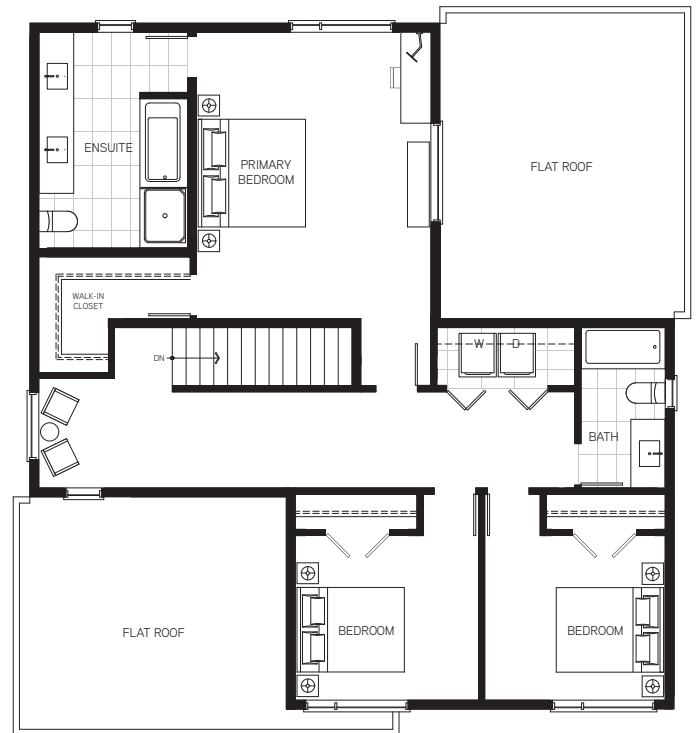 ENSUITE
PRIMARY
BEDROOM
FLAT ROOF
WALK-IN
CLOSET
DN
W D
BATH
FLAT ROOF
BEDROOM
BEDROOM